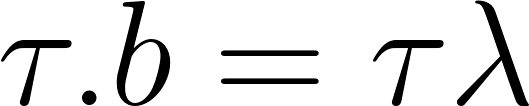 τ.b = τλ